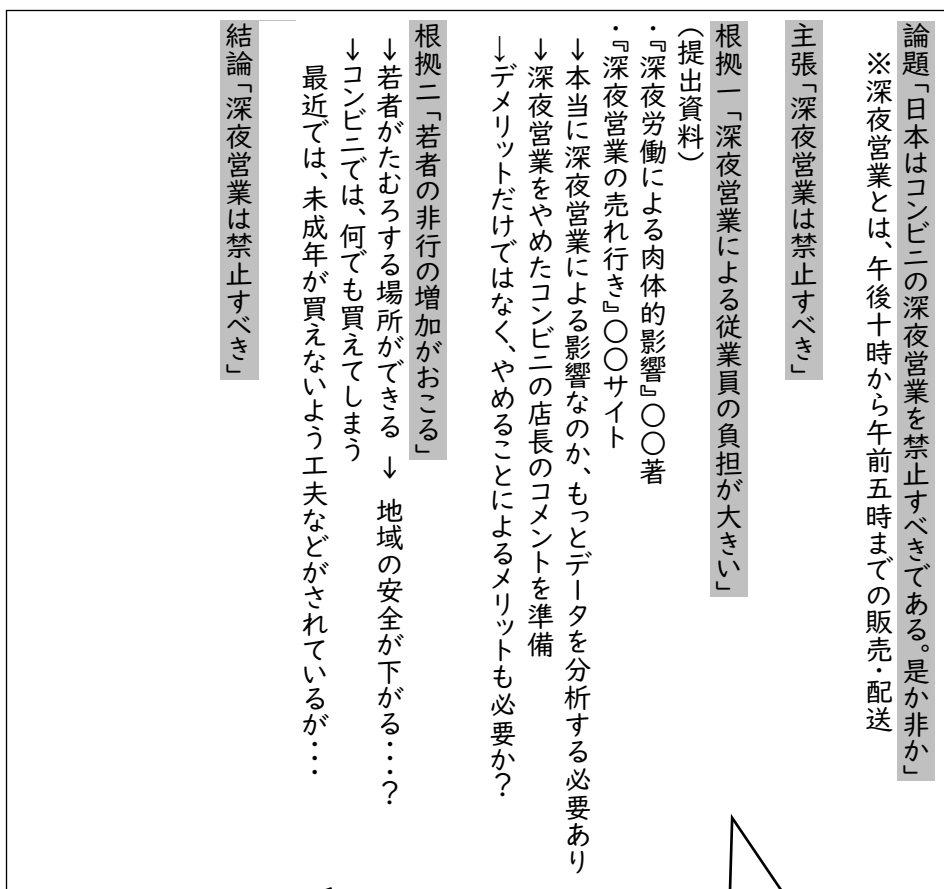 論題「日本はコンビニの深夜営業を禁止すべきである。是か非か」
※深夜営業とは、午後十時から午前五時までの販売・配送
主張「深夜営業は禁止すべき」
根拠一「深夜営業による従業員の負担が大きい」
（提出資料）
・『深夜労働による肉体的影響』〇〇著
・『深夜営業の売れ行き』〇〇サイト
→本当に深夜営業による影響なのか、もっとデータを分析する必要あり
→深夜営業をやめたコンビニの店長のコメントを準備
→デメリットだけではなく、やめることによるメリットも必要か？
根拠二「若者の非行の増加がおこる」
→若者がたむろする場所ができる → 地域の安全が下がる・・・？
→コンビニでは、何でも買えてしまう
最近では、未成年が買えないよう工夫などがされているが・・・
結論「深夜営業は禁止すべき」